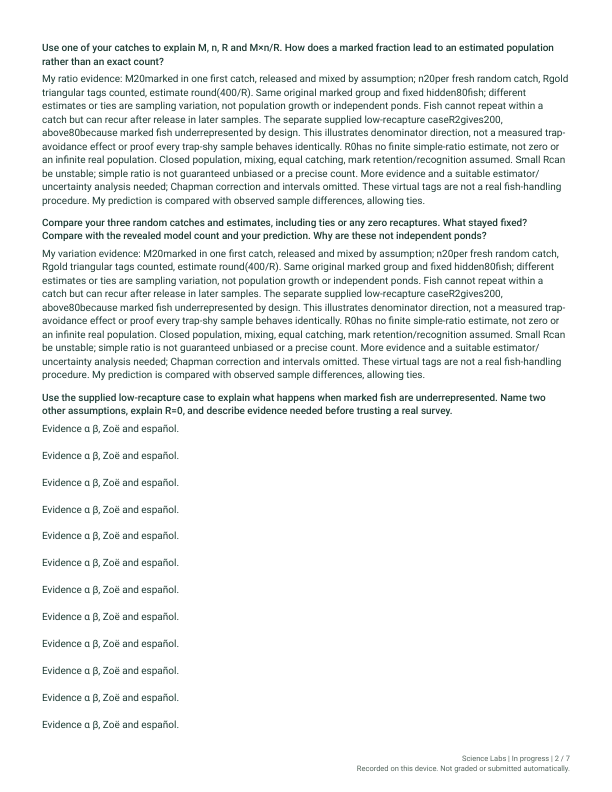 Use one of your catches to explain M, n, R and M×n/R. How does a marked fraction lead to an estimated population
rather than an exact count?
My ratio evidence: M20marked in one first catch, released and mixed by assumption; n20per fresh random catch, Rgold
triangular tags counted, estimate round(400/R). Same original marked group and fixed hidden80fish; different
estimates or ties are sampling variation, not population growth or independent ponds. Fish cannot repeat within a
catch but can recur after release in later samples. The separate supplied low-recapture caseR2gives200,
above80because marked fish underrepresented by design. This illustrates denominator direction, not a measured trap-
avoidance effect or proof every trap-shy sample behaves identically. R0has no finite simple-ratio estimate, not zero or
an infinite real population. Closed population, mixing, equal catching, mark retention/recognition assumed. Small Rcan
be unstable; simple ratio is not guaranteed unbiased or a precise count. More evidence and a suitable estimator/
uncertainty analysis needed; Chapman correction and intervals omitted. These virtual tags are not a real fish-handling
procedure. My prediction is compared with observed sample differences, allowing ties.
Compare your three random catches and estimates, including ties or any zero recaptures. What stayed fixed?
Compare with the revealed model count and your prediction. Why are these not independent ponds?
My variation evidence: M20marked in one first catch, released and mixed by assumption; n20per fresh random catch,
Rgold triangular tags counted, estimate round(400/R). Same original marked group and fixed hidden80fish; different
estimates or ties are sampling variation, not population growth or independent ponds. Fish cannot repeat within a
catch but can recur after release in later samples. The separate supplied low-recapture caseR2gives200,
above80because marked fish underrepresented by design. This illustrates denominator direction, not a measured trap-
avoidance effect or proof every trap-shy sample behaves identically. R0has no finite simple-ratio estimate, not zero or
an infinite real population. Closed population, mixing, equal catching, mark retention/recognition assumed. Small Rcan
be unstable; simple ratio is not guaranteed unbiased or a precise count. More evidence and a suitable estimator/
uncertainty analysis needed; Chapman correction and intervals omitted. These virtual tags are not a real fish-handling
procedure. My prediction is compared with observed sample differences, allowing ties.
Use the supplied low-recapture case to explain what happens when marked fish are underrepresented. Name two
other assumptions, explain R=0, and describe evidence needed before trusting a real survey.
Evidence α β, Zoë and español.
Evidence α β, Zoë and español.
Evidence α β, Zoë and español.
Evidence α β, Zoë and español.
Evidence α β, Zoë and español.
Evidence α β, Zoë and español.
Evidence α β, Zoë and español.
Evidence α β, Zoë and español.
Evidence α β, Zoë and español.
Evidence α β, Zoë and español.
Evidence α β, Zoë and español.
Evidence α β, Zoë and español.
Science Labs | In progress | 2 / 7
Recorded on this device. Not graded or submitted automatically.